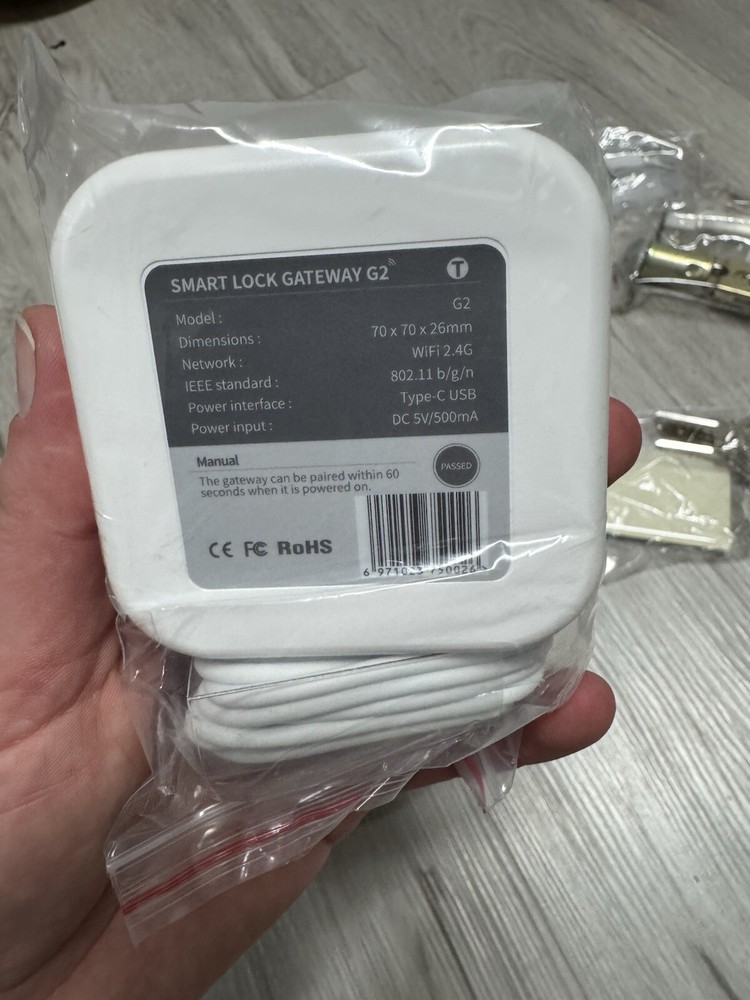 SMART LOCK GATEWAY G2
T
Model : G2
Dimensions : 70 x 70 x 26mm
Network : WiFi 2.4G
IEEE standard : 802.11 b/g/n
Power interface : Type-C USB
Power input : DC 5V/500mA
Manual
PASSED
The gateway can be paired within 60
seconds when it is powered on.
CE FC RoHS